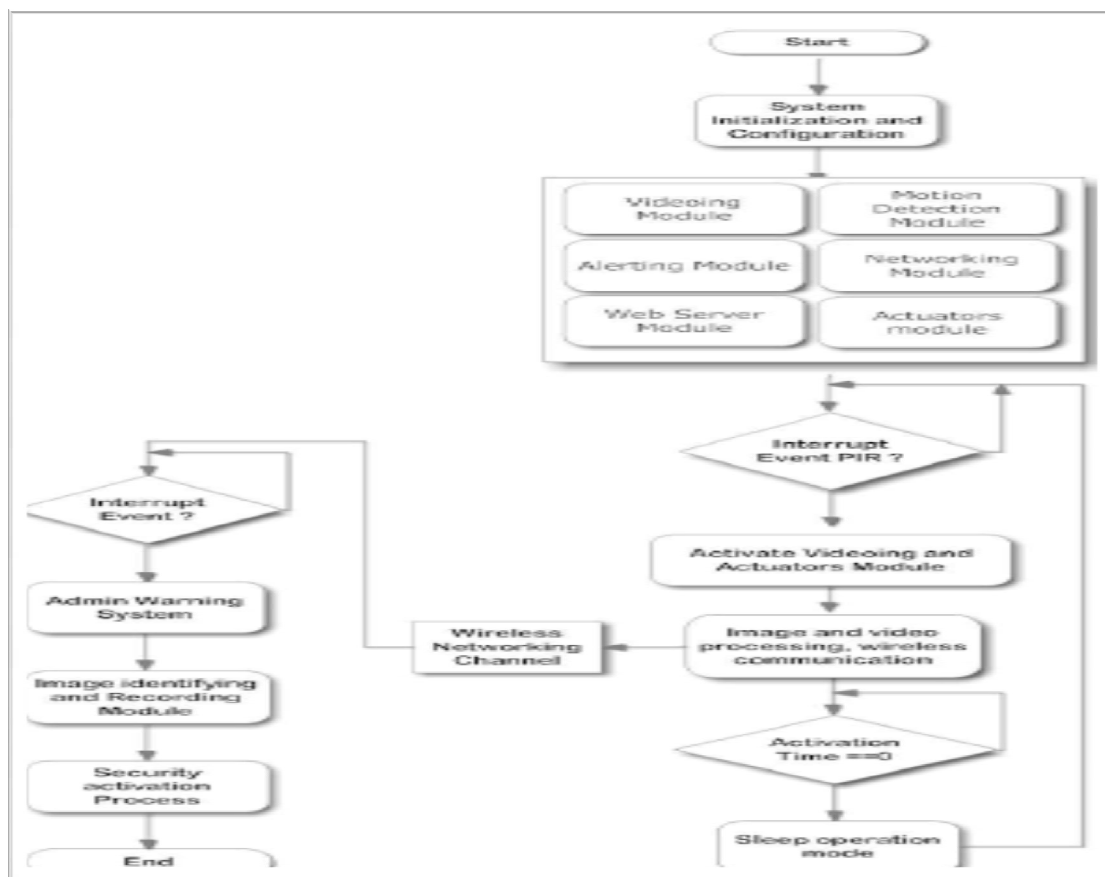 Start
System
Initialization and
Configuration
Videoing
Module
Motion
Detection
Module
Alerting Module
Networking
Module
Web Server
Module
Actuators
module
Interrupt
Event PIR ?
Activate Videoing and
Actuators Module
Image and video
processing, wireless
communication
Wireless
Networking
Channel
Activation
Time ==0
Sleep operation
mode
Interrupt
Event ?
Admin Warning
System
Image identifying
and Recording
Module
Security
activation
Process
End